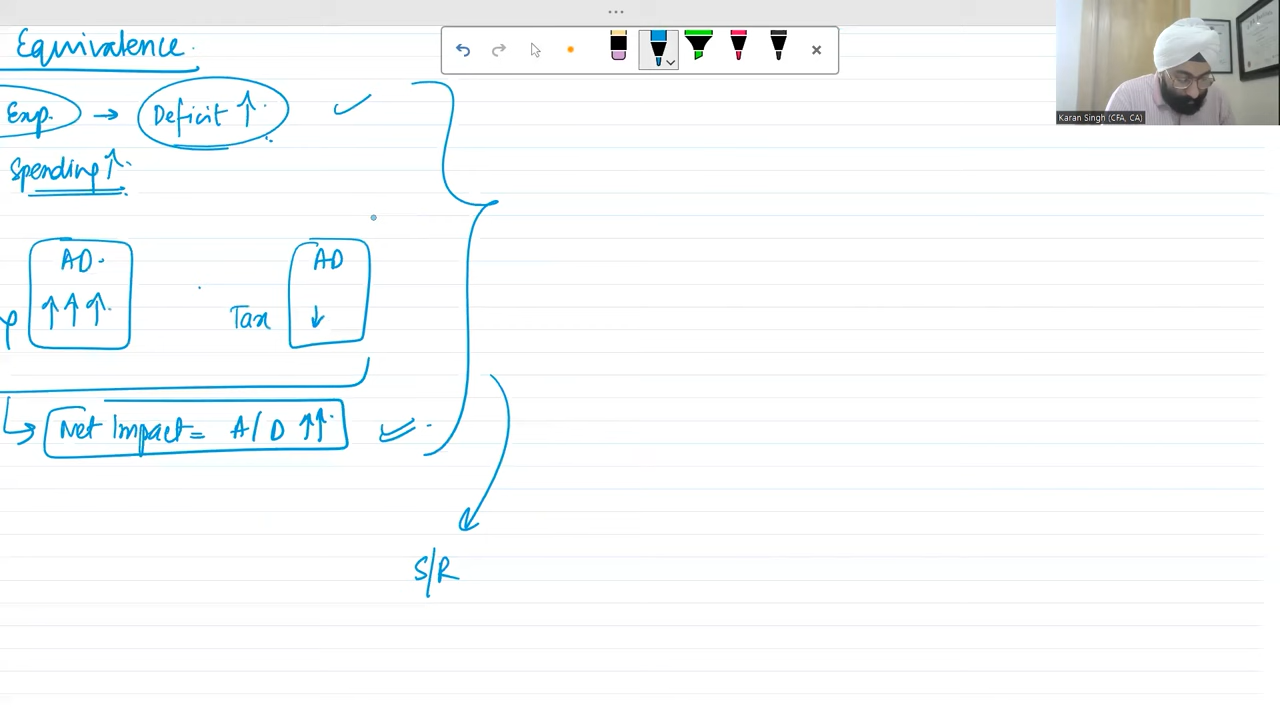 Equivalence.
Exp. → Deficit ↑.
Spending ↑.
AD.
↑↑↑.
AD
Tax ↓
Net Impact = A/D ↑↑.
S/R
Karan Singh (CFA, CA)